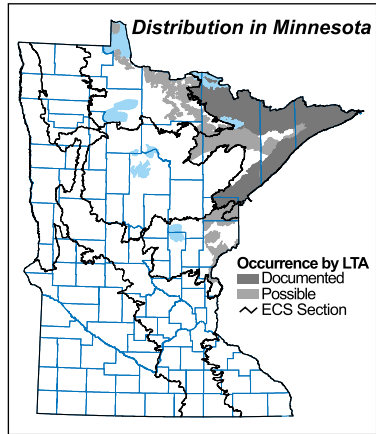 Distribution in Minnesota
Occurrence by LTA
Documented
Possible
ECS Section